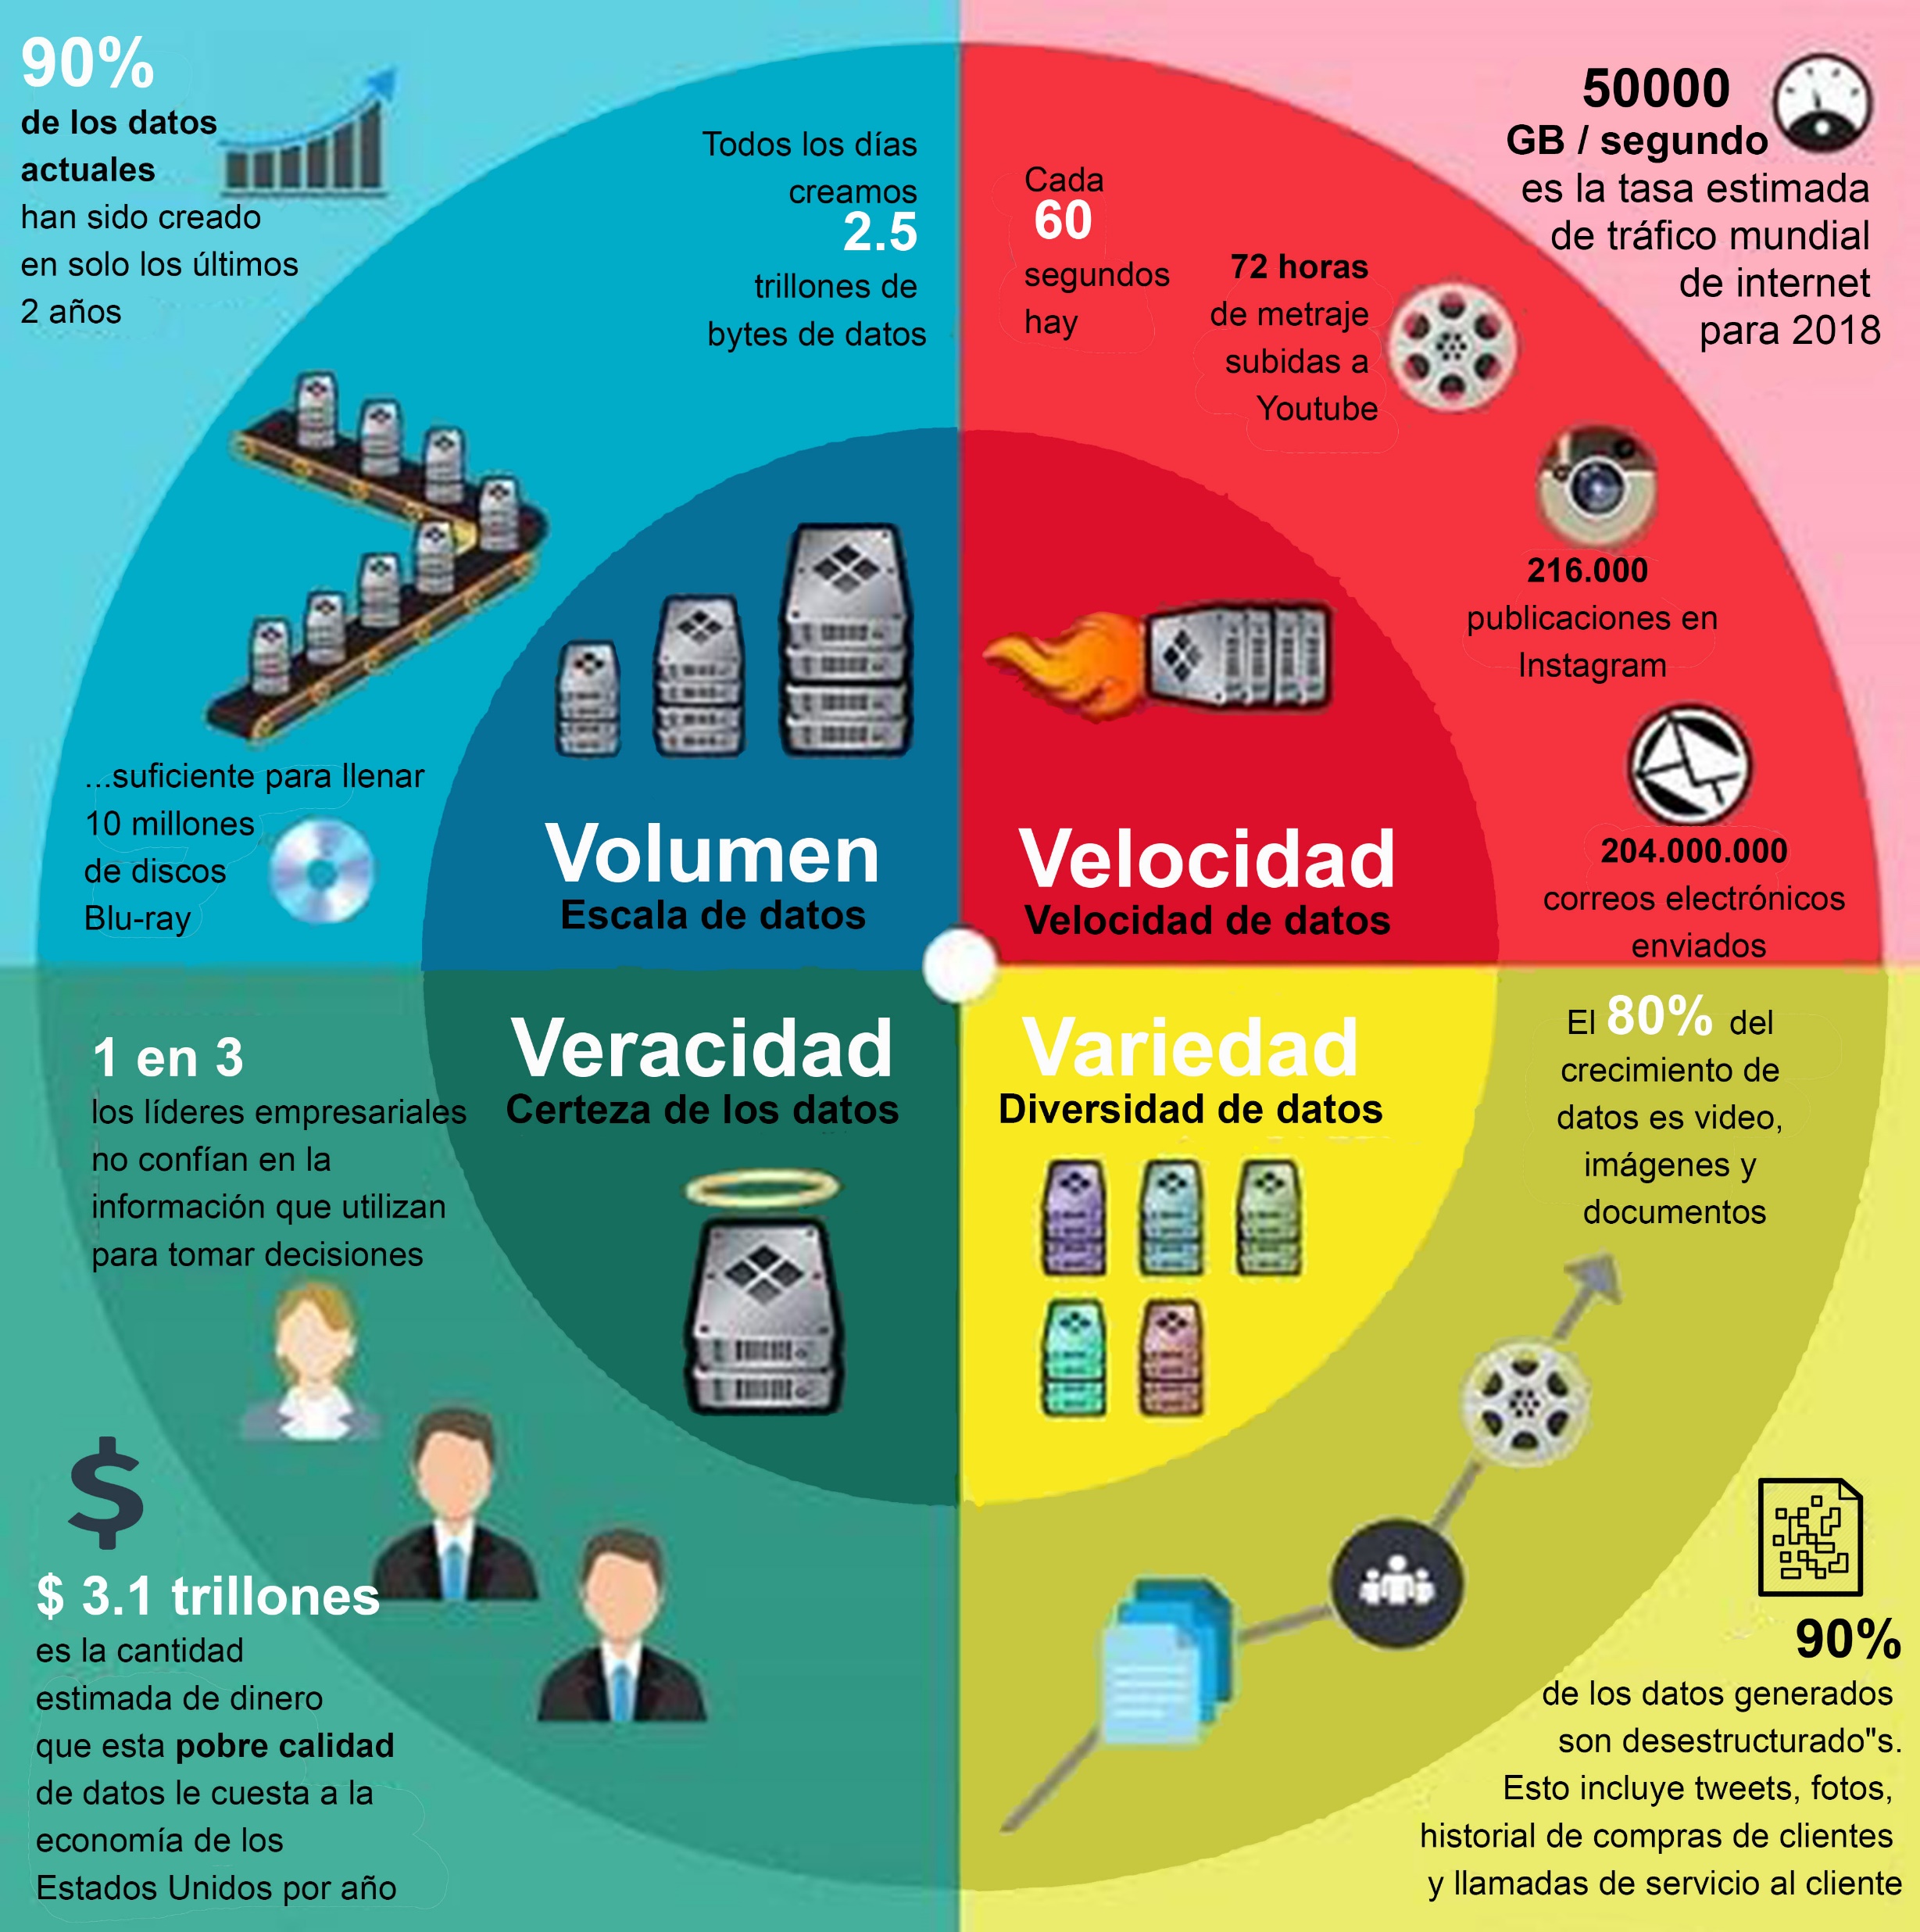 90%
de los datos
actuales
han sido creado
en solo los últimos
2 años
Todos los días
creamos
2.5
trillones de
bytes de datos
...suficiente para llenar
10 millones
de discos
Blu-ray
Volumen
Escala de datos
50000
GB / segundo
es la tasa estimada
de tráfico mundial
de internet
para 2018
Cada
60
segundos
hay
72 horas
de metraje
subidas a
Youtube
216.000
publicaciones en
Instagram
204.000.000
correos electrónicos
enviados
Velocidad
Velocidad de datos
Veracidad
Certeza de los datos
1 en 3
los líderes empresariales
no confían en la
información que utilizan
para tomar decisiones
$
$ 3.1 trillones
es la cantidad
estimada de dinero
que esta pobre calidad
de datos le cuesta a la
economía de los
Estados Unidos por año
Variedad
Diversidad de datos
El 80% del
crecimiento de
datos es video,
imágenes y
documentos
90%
de los datos generados
son desestructurado"s.
Esto incluye tweets, fotos,
historial de compras de clientes
y llamadas de servicio al cliente